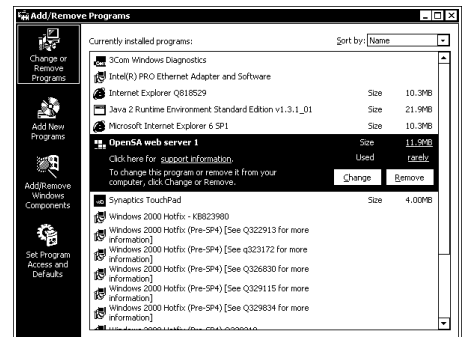 Add/Remove Programs
Change or
Remove
Programs
Add New
Programs
Add/Remove
Windows
Components
Set Program
Access and
Defaults
Currently installed programs:
Sort by: Name
3Com Windows Diagnostics
Intel(R) PRO Ethernet Adapter and Software
Internet Explorer Q818529 Size 10.3MB
Java 2 Runtime Environment Standard Edition v1.3.1_01 Size 21.9MB
Microsoft Internet Explorer 6 SP1 Size 10.3MB
OpenSA web server 1 Size 11.9MB
Click here for support information. Used rarely
To change this program or remove it from your
computer, click Change or Remove.
Change Remove
Synaptics TouchPad Size 4.00MB
Windows 2000 Hotfix - KB823980
Windows 2000 Hotfix (Pre-SP4) [See Q322913 for more
information]
Windows 2000 Hotfix (Pre-SP4) [See q323172 for more
information]
Windows 2000 Hotfix (Pre-SP4) [See Q326830 for more
information]
Windows 2000 Hotfix (Pre-SP4) [See Q329115 for more
information]
Windows 2000 Hotfix (Pre-SP4) [See Q329834 for more
information]
Windows 2000 Hotfix (Pre-SP4)